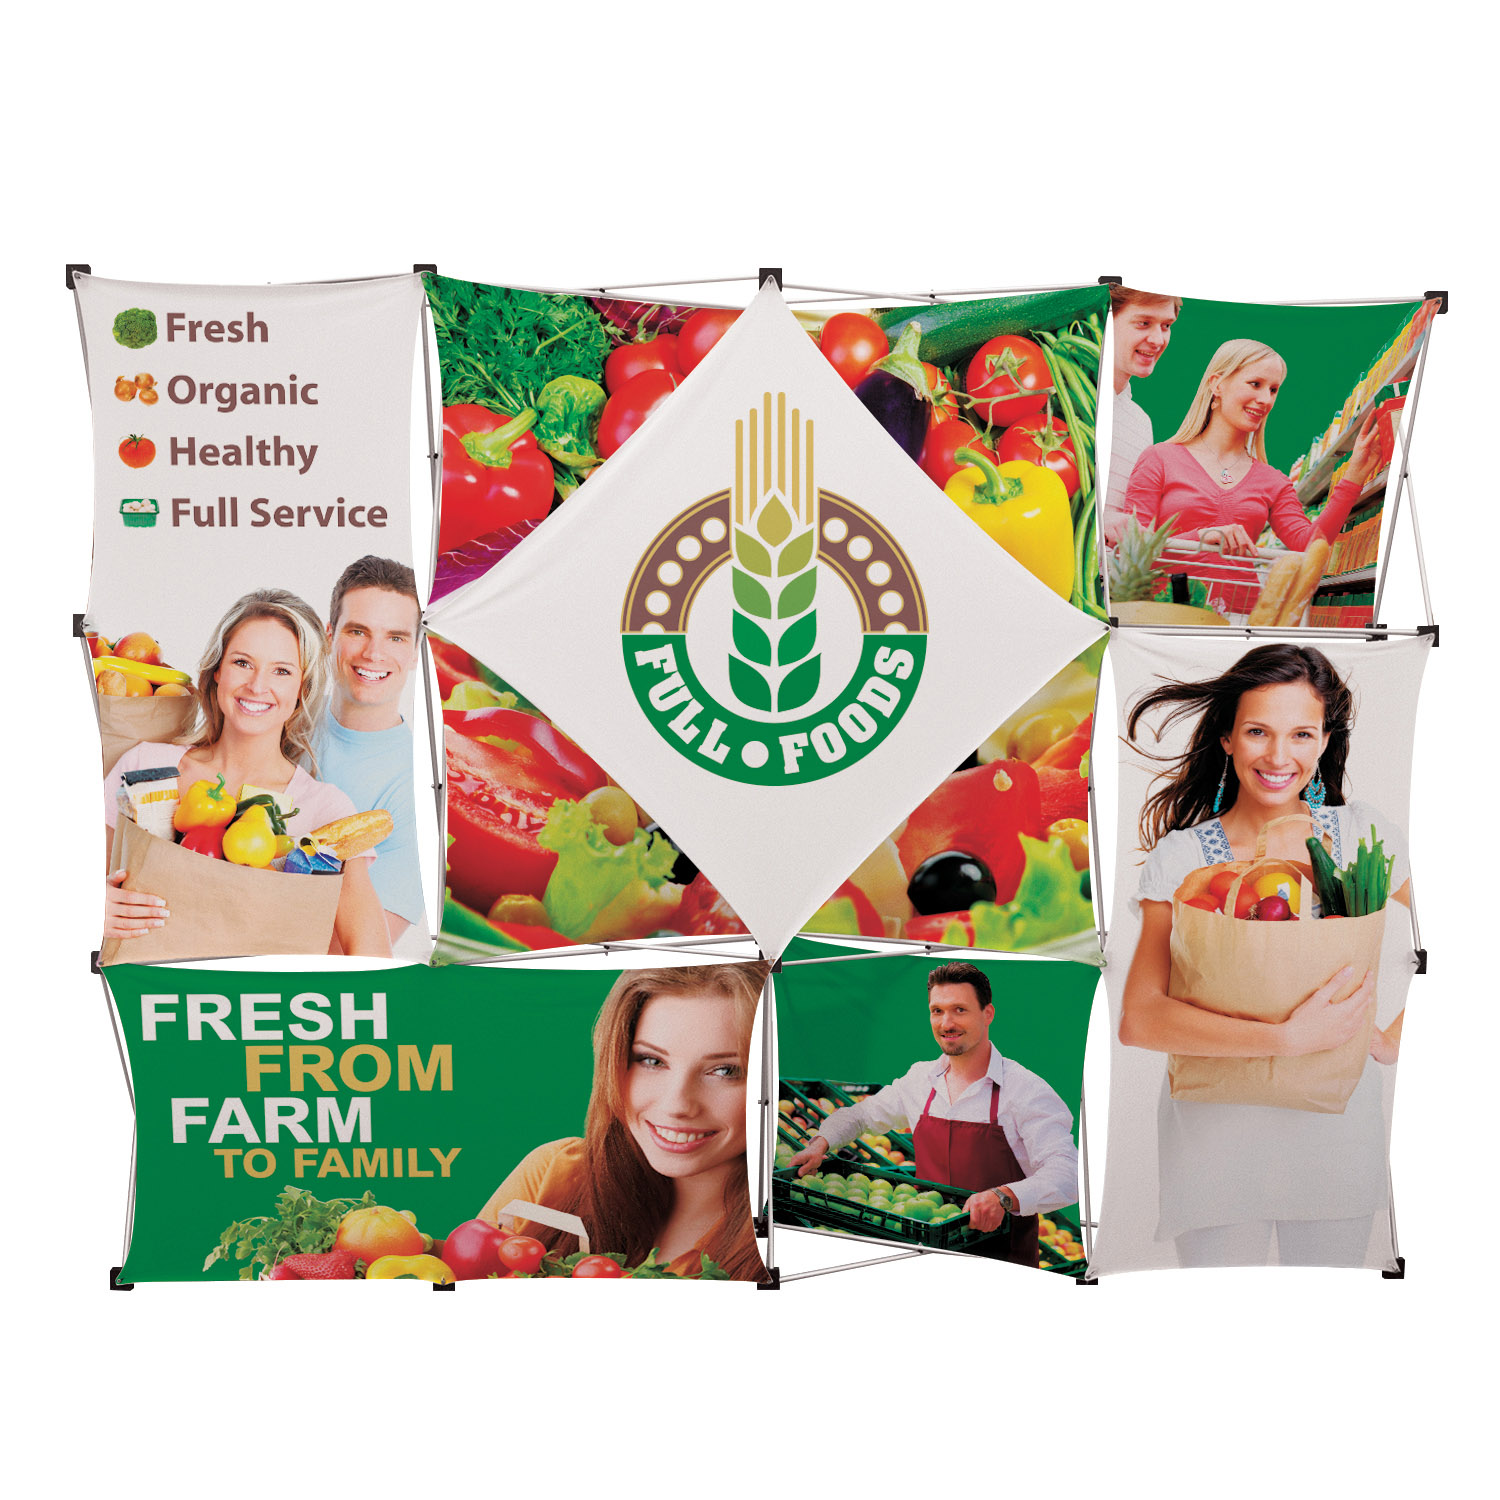 Fresh
Organic
Healthy
Full Service
FULL • FOODS
FRESH
FROM
FARM
TO FAMILY